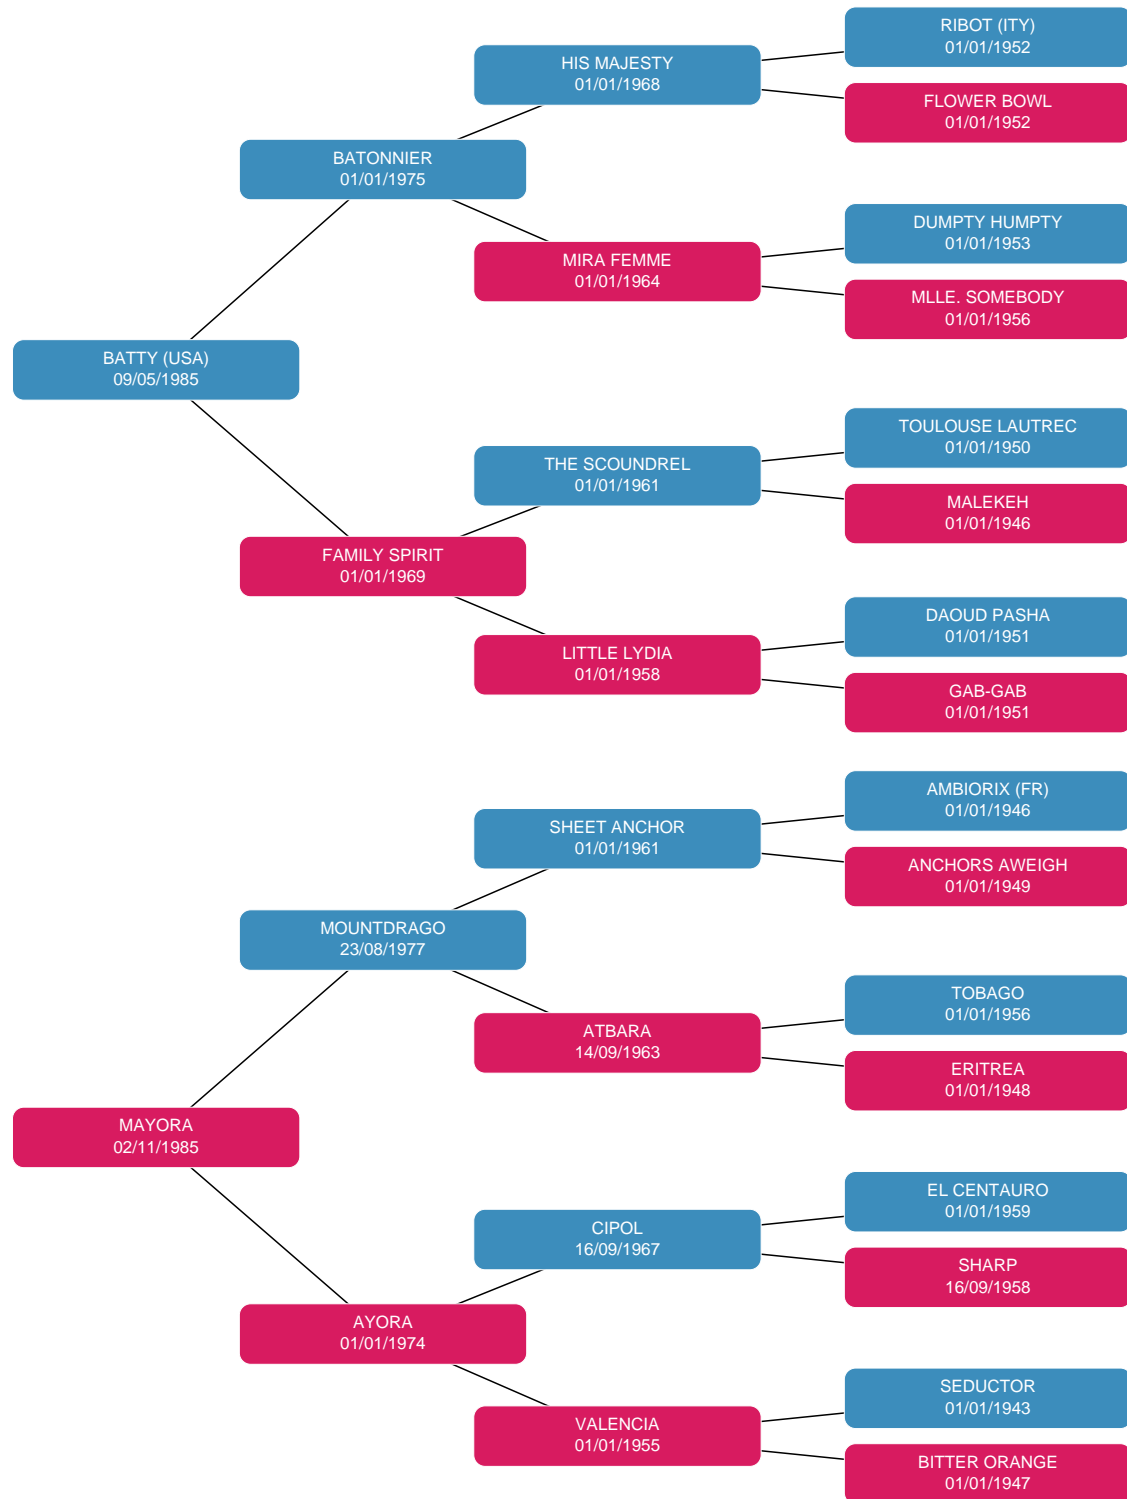 RIBOT (ITY)
01/01/1952
HIS MAJESTY
01/01/1968
FLOWER BOWL
01/01/1952
BATONNIER
01/01/1975
DUMPTY HUMPTY
01/01/1953
MIRA FEMME
01/01/1964
MLLE. SOMEBODY
01/01/1956
BATTY (USA)
09/05/1985
TOULOUSE LAUTREC
01/01/1950
THE SCOUNDREL
01/01/1961
MALEKEH
01/01/1946
FAMILY SPIRIT
01/01/1969
DAOUD PASHA
01/01/1951
LITTLE LYDIA
01/01/1958
GAB-GAB
01/01/1951
AMBIORIX (FR)
01/01/1946
SHEET ANCHOR
01/01/1961
ANCHORS AWEIGH
01/01/1949
MOUNTDRAGO
23/08/1977
TOBAGO
01/01/1956
ATBARA
14/09/1963
ERITREA
01/01/1948
MAYORA
02/11/1985
EL CENTAURO
01/01/1959
CIPOL
16/09/1967
SHARP
16/09/1958
AYORA
01/01/1974
SEDUCTOR
01/01/1943
VALENCIA
01/01/1955
BITTER ORANGE
01/01/1947